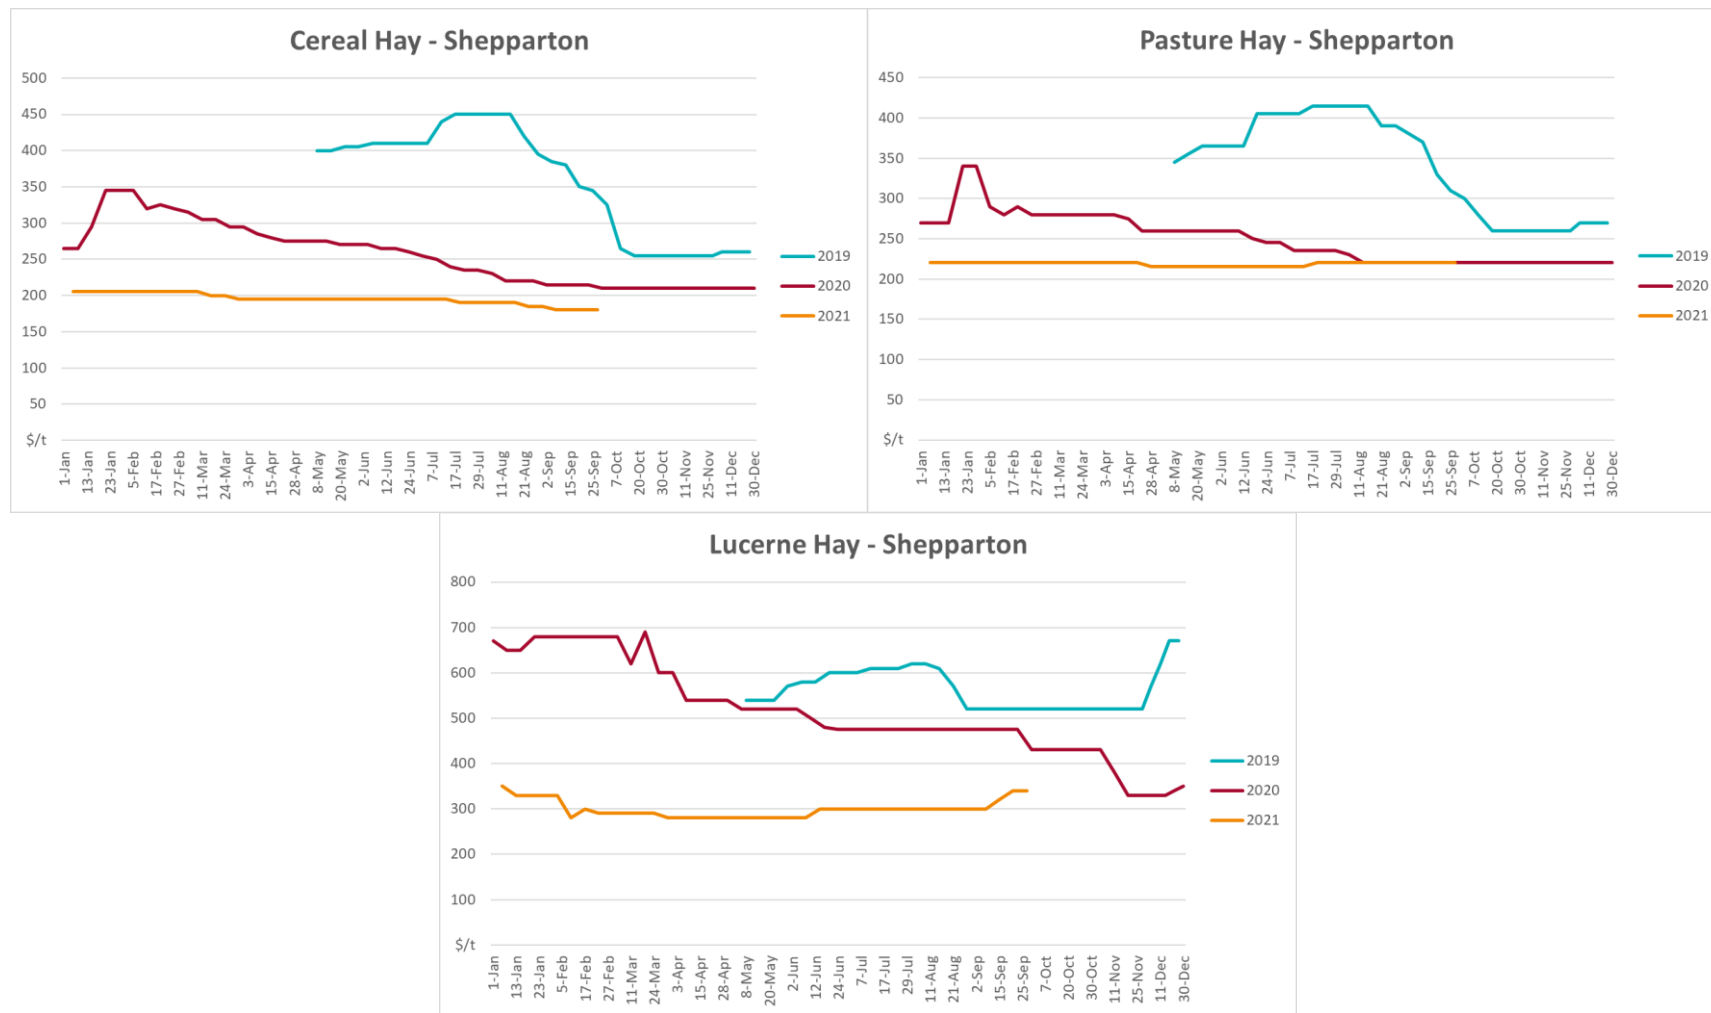 Cereal Hay - Shepparton
500
450
400
350
300
250
200
150
100
50
$/t
1-Jan
13-Jan
23-Jan
5-Feb
17-Feb
27-Feb
11-Mar
24-Mar
3-Apr
15-Apr
28-Apr
8-May
20-May
2-Jun
12-Jun
24-Jun
7-Jul
17-Jul
29-Jul
11-Aug
21-Aug
2-Sep
15-Sep
25-Sep
7-Oct
20-Oct
30-Oct
11-Nov
25-Nov
11-Dec
30-Dec
2019
2020
2021
Pasture Hay - Shepparton
450
400
350
300
250
200
150
100
50
$/t
1-Jan
13-Jan
23-Jan
5-Feb
17-Feb
27-Feb
11-Mar
24-Mar
3-Apr
15-Apr
28-Apr
8-May
20-May
2-Jun
12-Jun
24-Jun
7-Jul
17-Jul
29-Jul
11-Aug
21-Aug
2-Sep
15-Sep
25-Sep
7-Oct
20-Oct
30-Oct
11-Nov
25-Nov
11-Dec
30-Dec
2019
2020
2021
Lucerne Hay - Shepparton
800
700
600
500
400
300
200
100
$/t
1-Jan
13-Jan
23-Jan
5-Feb
17-Feb
27-Feb
11-Mar
24-Mar
3-Apr
15-Apr
28-Apr
8-May
20-May
2-Jun
12-Jun
24-Jun
7-Jul
17-Jul
29-Jul
11-Aug
21-Aug
2-Sep
15-Sep
25-Sep
7-Oct
20-Oct
30-Oct
11-Nov
25-Nov
11-Dec
30-Dec
2019
2020
2021